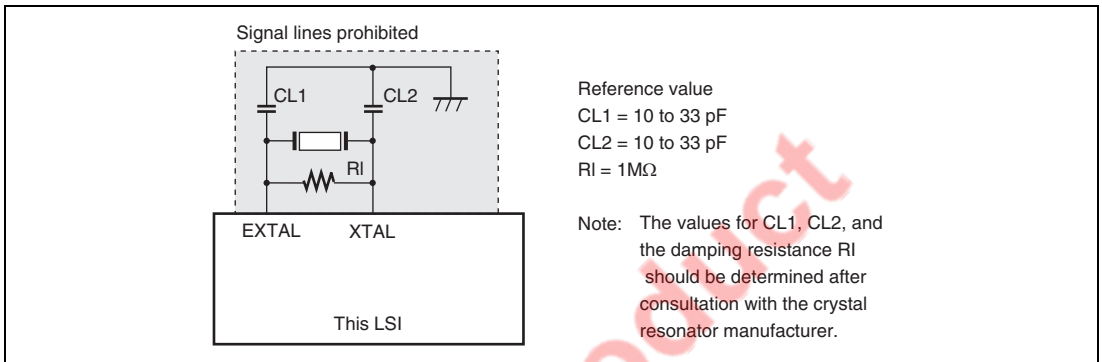 Signal lines prohibited
CL1
CL2
RI
EXTAL
XTAL
This LSI
Reference value
CL1 = 10 to 33 pF
CL2 = 10 to 33 pF
RI = 1MΩ
Note: The values for CL1, CL2, and
the damping resistance RI
should be determined after
consultation with the crystal
resonator manufacturer.